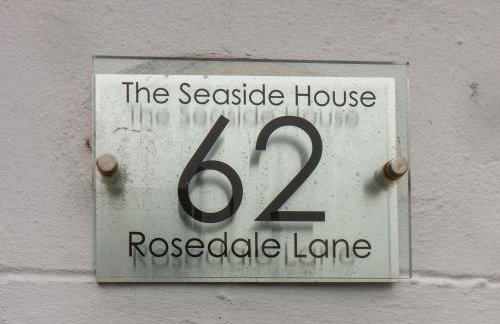 The Seaside House
62
Rosedale Lane